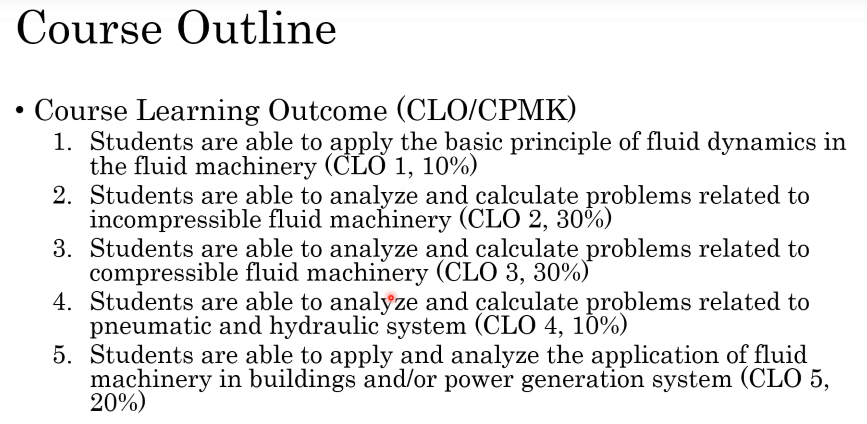 Course Outline
• Course Learning Outcome (CLO/CPMK)
1. Students are able to apply the basic principle of fluid dynamics in
the fluid machinery (CLO 1, 10%)
2. Students are able to analyze and calculate problems related to
incompressible fluid machinery (CLO 2, 30%)
3. Students are able to analyze and calculate problems related to
compressible fluid machinery (CLO 3, 30%)
4. Students are able to analyze and calculate problems related to
pneumatic and hydraulic system (CLO 4, 10%)
5. Students are able to apply and analyze the application of fluid
machinery in buildings and/or power generation system (CLO 5,
20%)